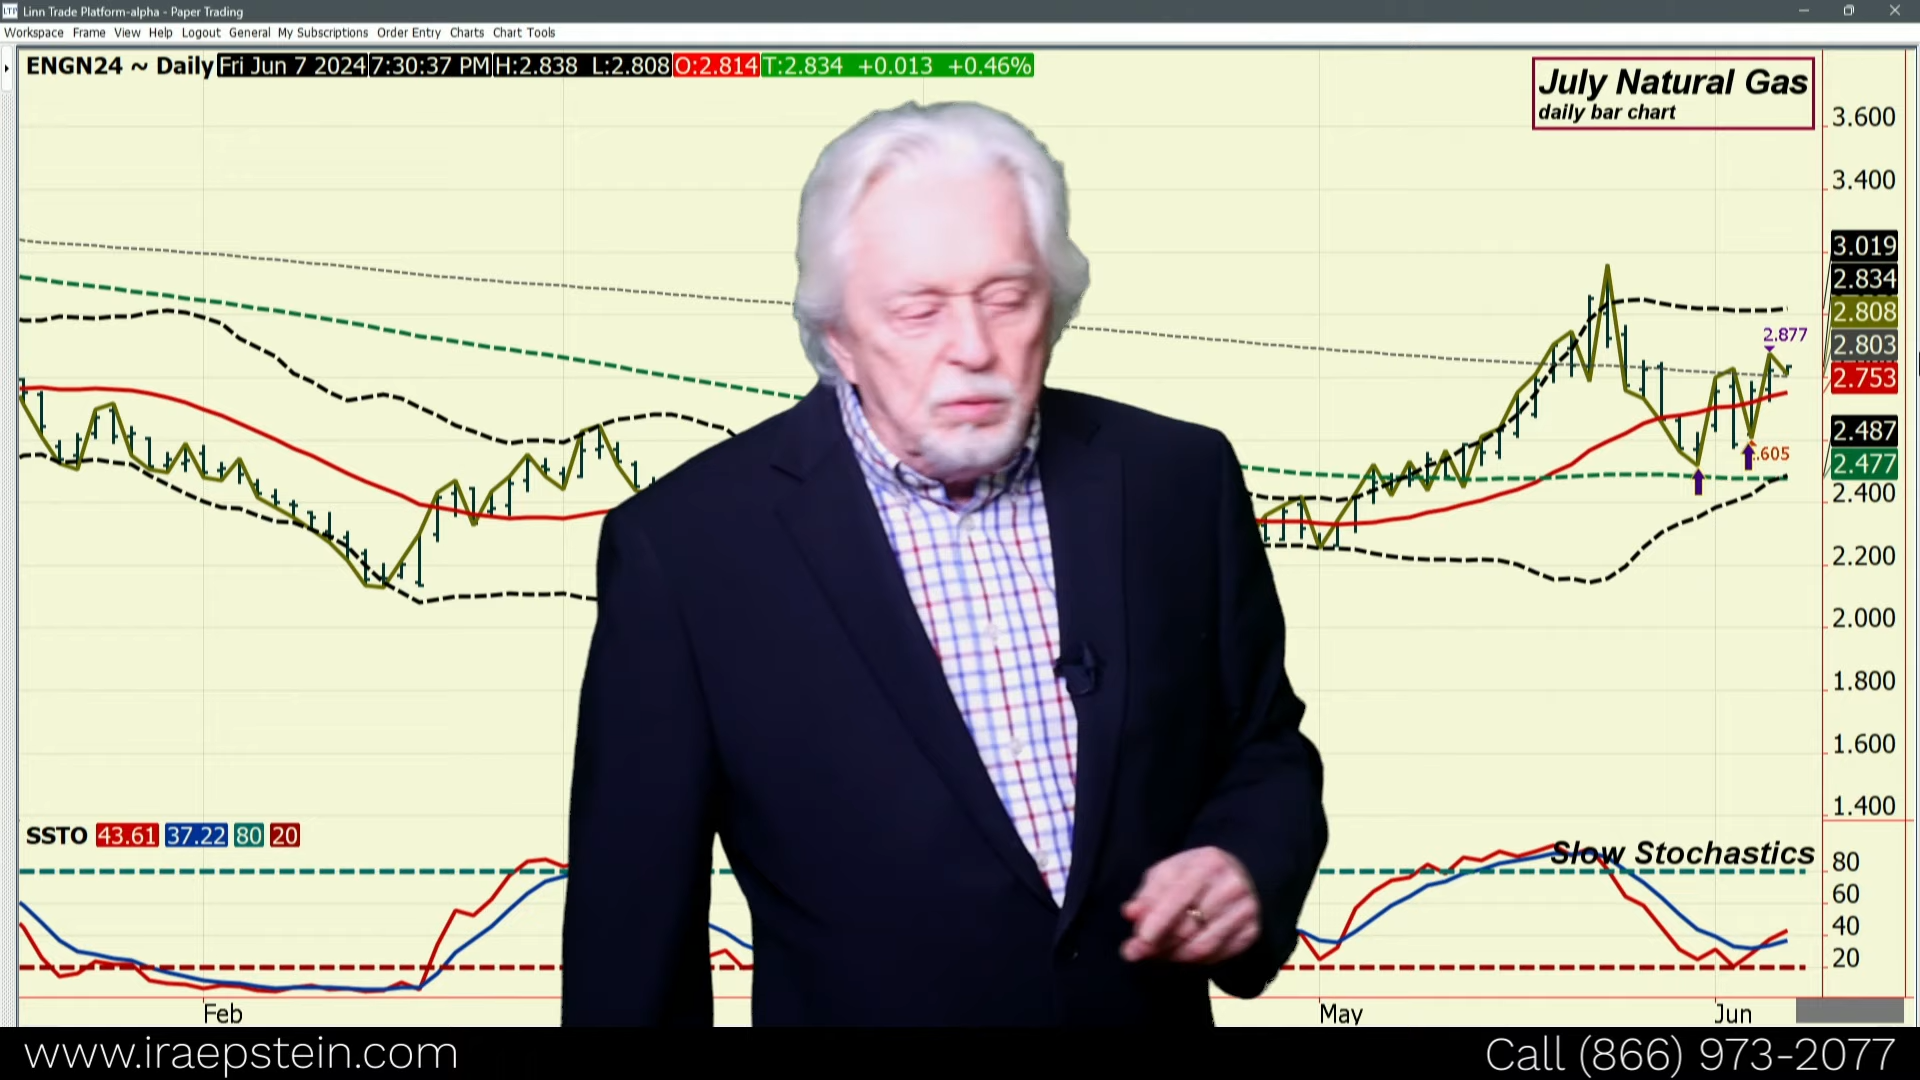 Linn Trade Platform-alpha - Paper Trading
Workspace Frame View Help Logout General My Subscriptions Order Entry Charts Chart Tools
ENGN24 ~ Daily Fri Jun 7 2024 7:30:37 PM H:2.838 L:2.808 O:2.814 T:2.834 +0.013 +0.46%
July Natural Gas
daily bar chart
3.600
3.400
3.019
2.834
2.808
2.877
2.803
2.753
2.487
.605
2.477
2.400
2.200
2.000
1.800
1.600
1.400
SSTO 43.61 37.22 80 20
Slow Stochastics
80
60
40
20
Feb May Jun
www.iraepstein.com
Call (866) 973-2077